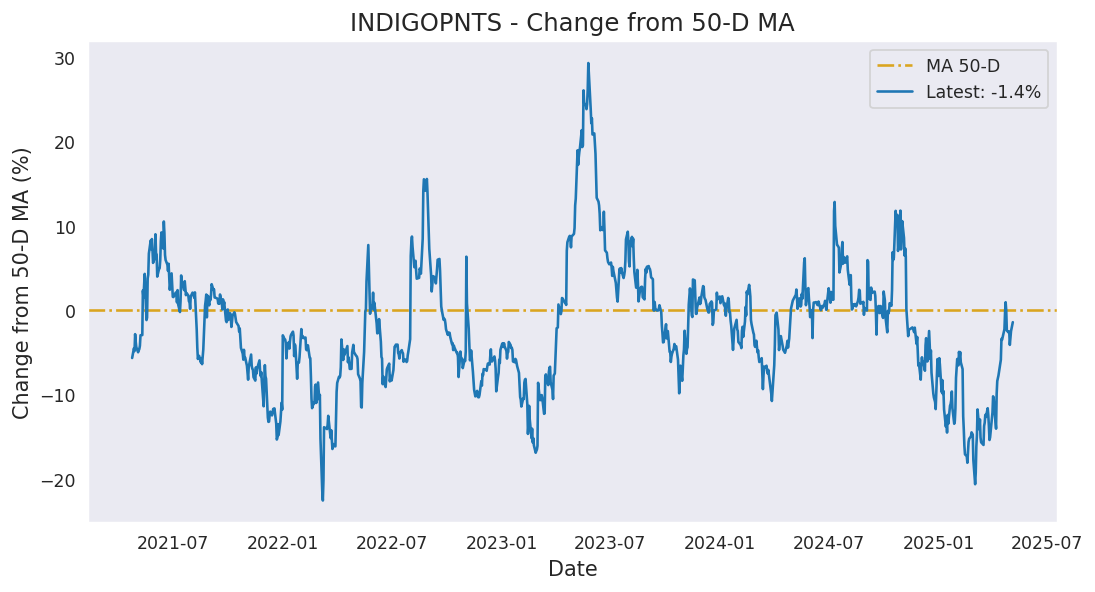 INDIGOPNTS - Change from 50-D MA
MA 50-D
Latest: -1.4%
Change from 50-D MA (%)
30
20
10
0
−10
−20
2021-07 2022-01 2022-07 2023-01 2023-07 2024-01 2024-07 2025-01 2025-07
Date